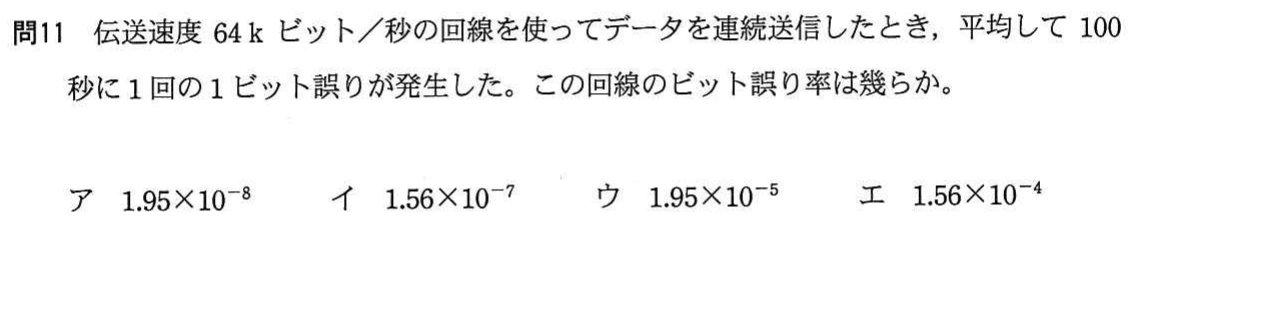 問11 伝送速度 64 k ビット／秒の回線を使ってデータを連続送信したとき，平均して 100
秒に 1 回の 1 ビット誤りが発生した。この回線のビット誤り率は幾らか。
ア 1.95×10⁻⁸ イ 1.56×10⁻⁷ ウ 1.95×10⁻⁵ エ 1.56×10⁻⁴